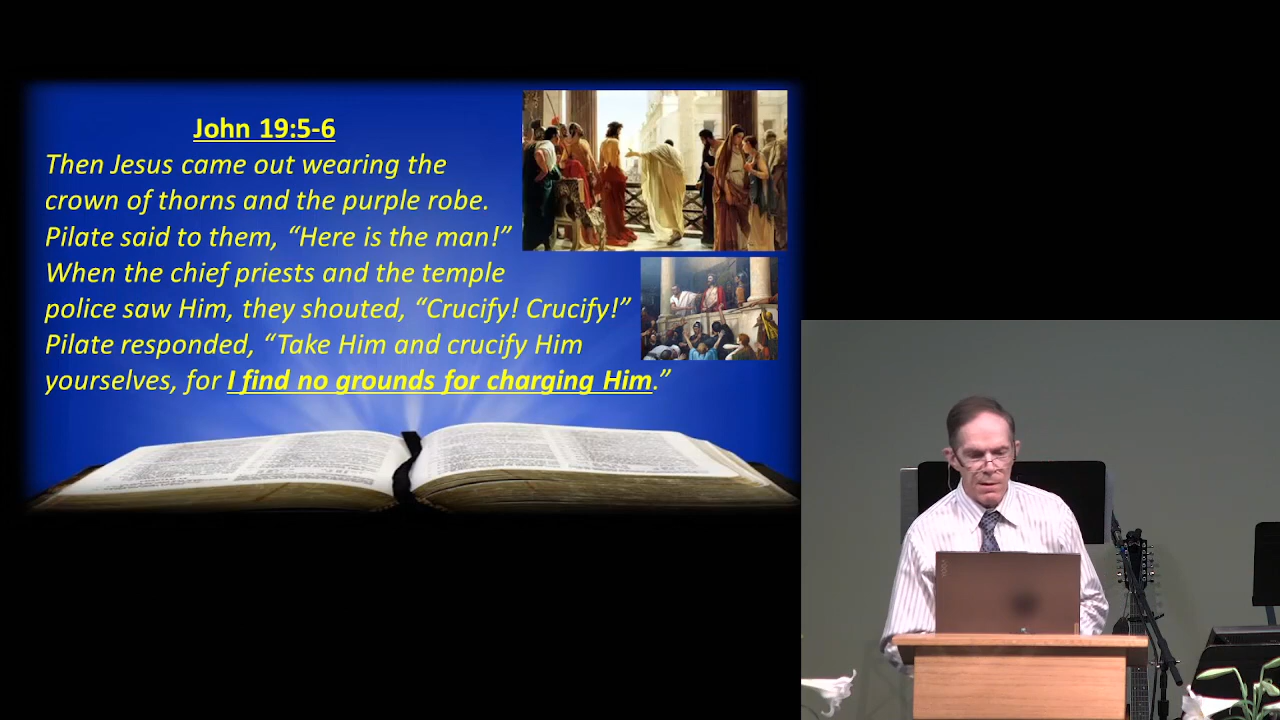 John 19:5-6
Then Jesus came out wearing the
crown of thorns and the purple robe.
Pilate said to them, “Here is the man!”
When the chief priests and the temple
police saw Him, they shouted, “Crucify! Crucify!”
Pilate responded, “Take Him and crucify Him
yourselves, for I find no grounds for charging Him.”